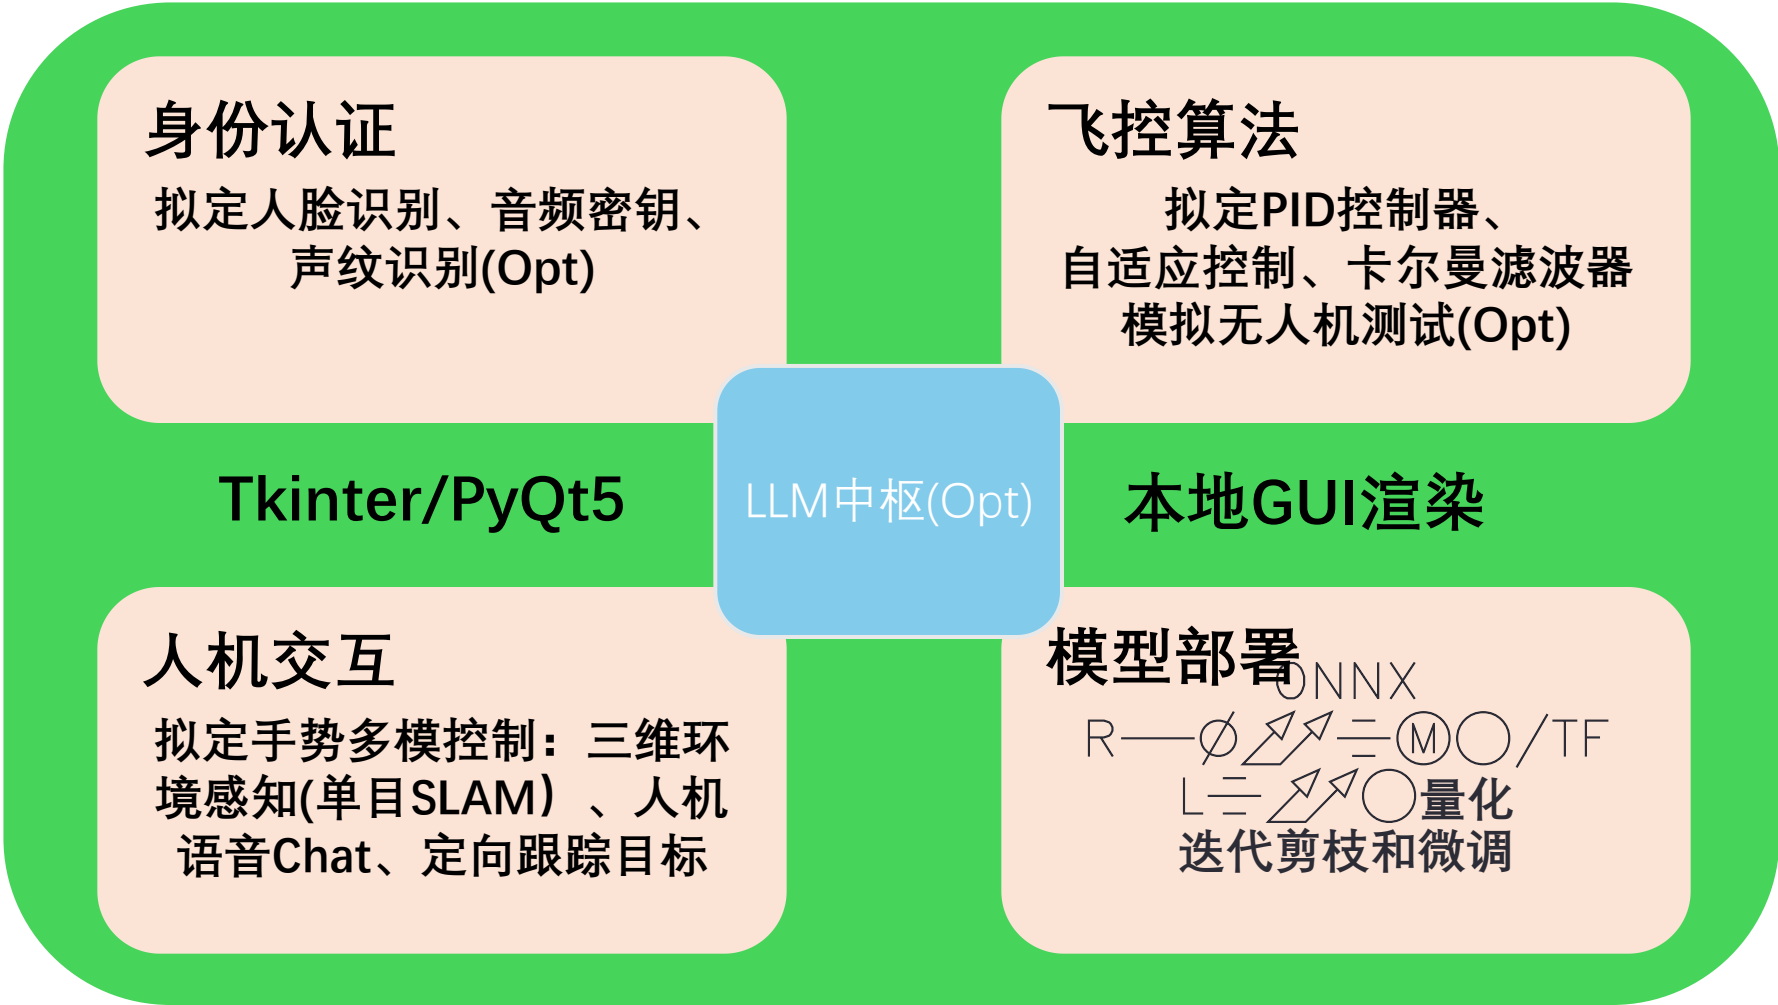 身份认证
拟定人脸识别、音频密钥、
声纹识别(Opt)
飞控算法
拟定PID控制器、
自适应控制、卡尔曼滤波器
模拟无人机测试(Opt)
Tkinter/PyQt5
LLM中枢(Opt)
本地GUI渲染
人机交互
拟定手势多模控制：三维环
境感知(单目SLAM）、人机
语音Chat、定向跟踪目标
模型部署
ONNX
/TF
量化
迭代剪枝和微调